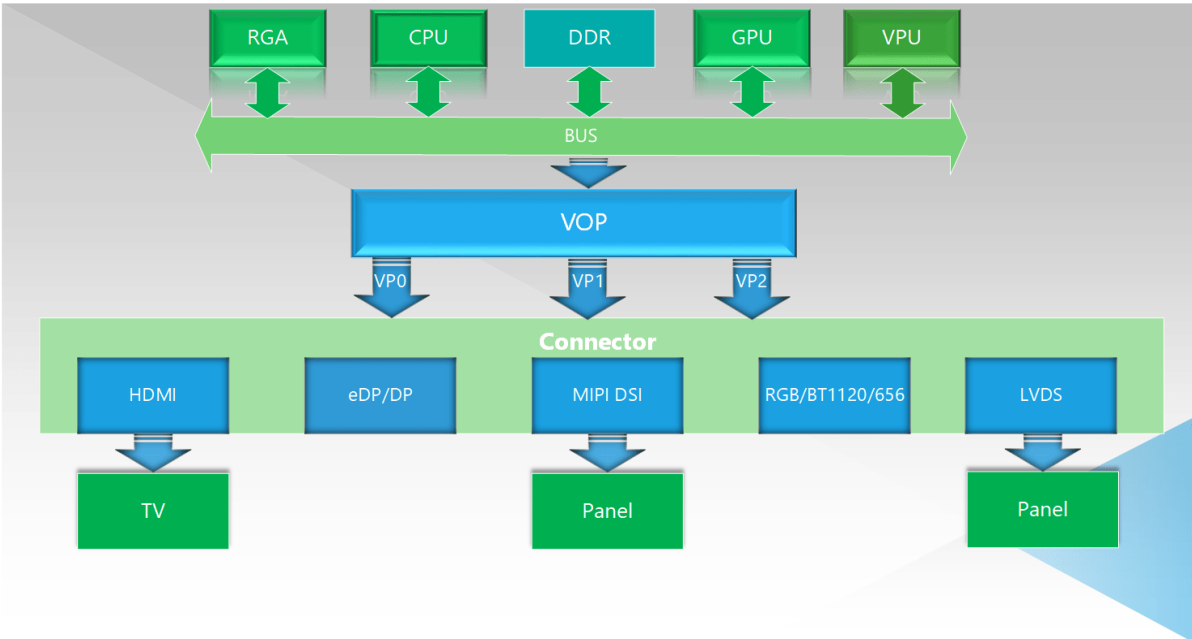 RGA
CPU
DDR
GPU
VPU
BUS
VOP
VP0
VP1
VP2
Connector
HDMI
eDP/DP
MIPI DSI
RGB/BT1120/656
LVDS
TV
Panel
Panel